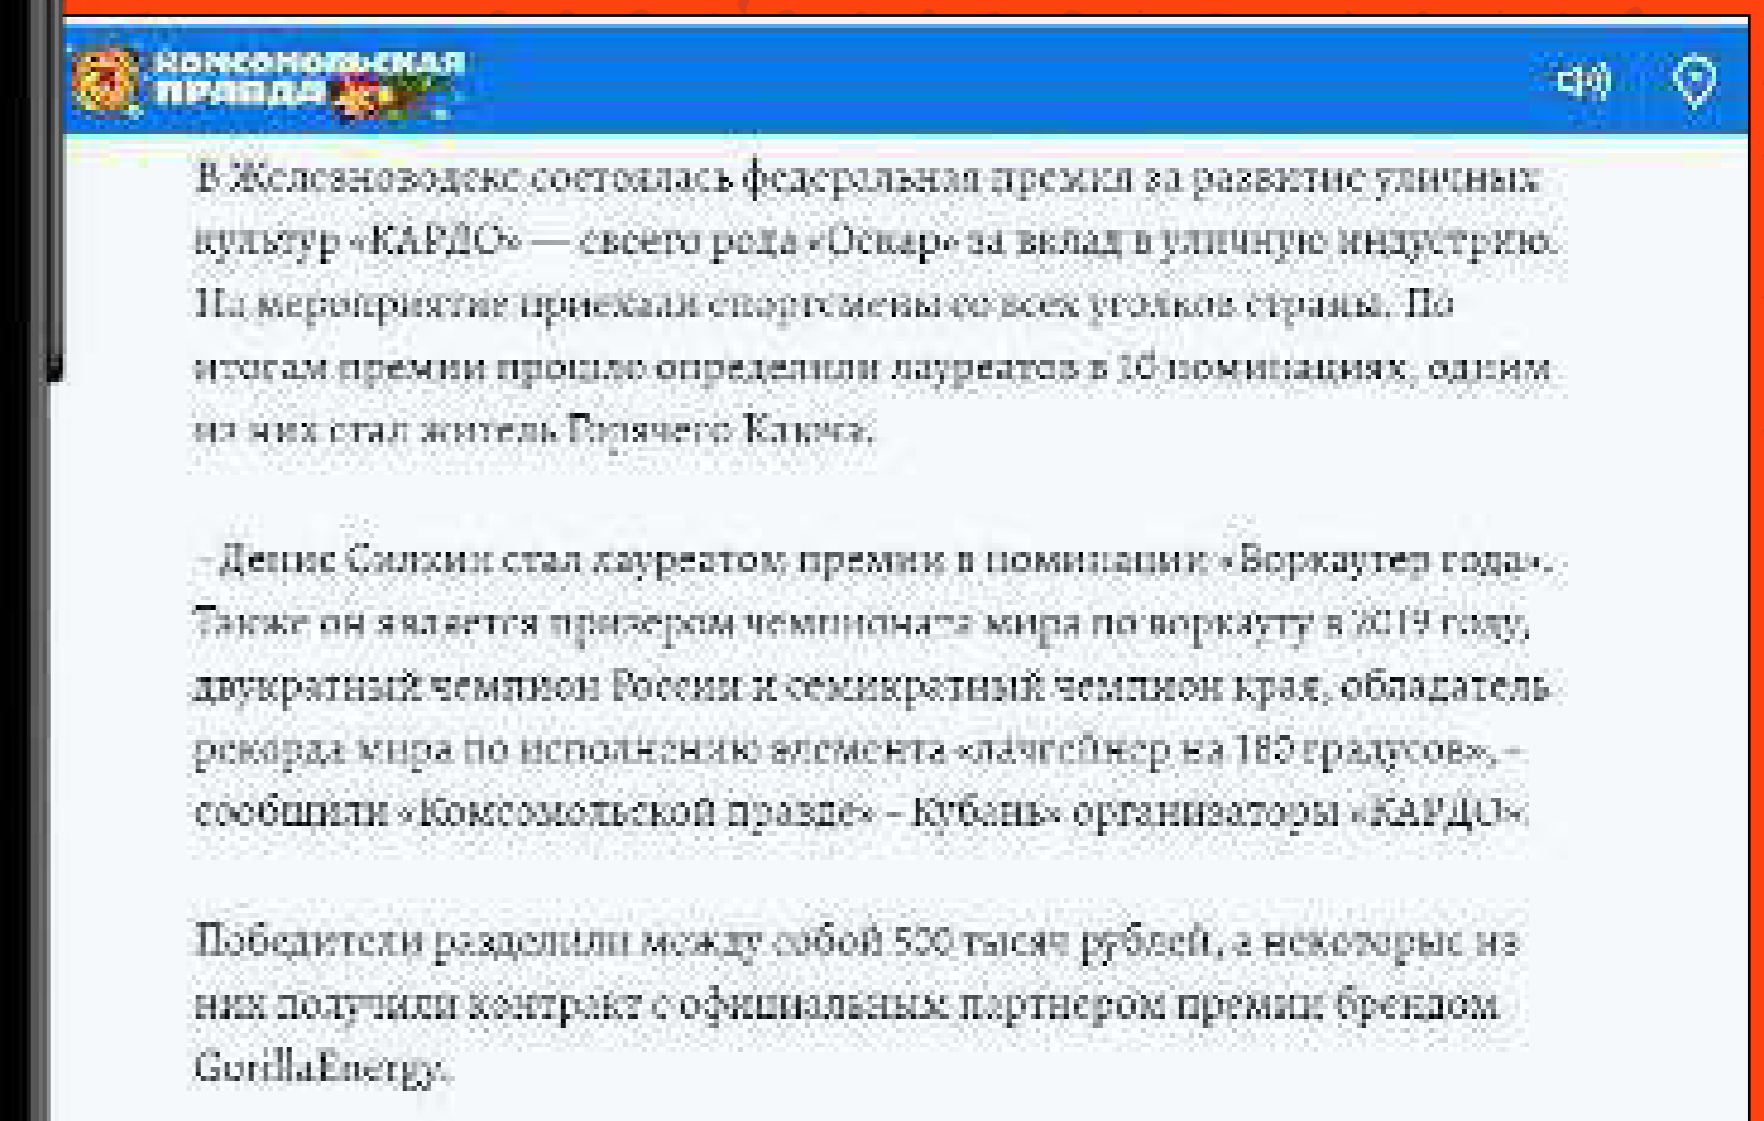 КОМСОМОЛЬСКАЯ
ПРАВДА
В Железноводске состоялась федеральная премия за развитие уличных
культур «КАРДО» — своего рода «Оскар» за вклад в уличную индустрию.
На мероприятие приехали спортсмены со всех уголков страны. По
итогам премии прошло определили лауреатов в 10 номинациях, одним
из них стал житель Горячего Ключа.
– Денис Силхин стал лауреатом премии в номинации «Воркаутер года».
Также он является призером чемпионата мира по воркауту в 2019 году,
двукратный чемпион России и семикратный чемпион края, обладатель
рекорда мира по исполнению элемента на 180 градусов», –
сообщили «Комсомольской правде» – Кубань» организаторы «КАРДО».
Победители разделили между собой 500 тысяч рублей, а некоторые из
них получили контракт с официальным партнером премии брендом
GorillaEnergy.